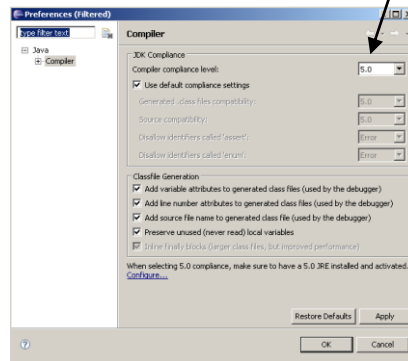 Preferences (Filtered)
type filter text
Compiler
Java
Compiler
JDK Compliance
Compiler compliance level:
5.0
Use default compliance settings
Generated .class files compatibility:
5.0
Source compatibility:
5.0
Disallow identifiers called 'assert':
Error
Disallow identifiers called 'enum':
Error
Classfile Generation
Add variable attributes to generated class files (used by the debugger)
Add line number attributes to generated class files (used by the debugger)
Add source file name to generated class file (used by the debugger)
Preserve unused (never read) local variables
Inline finally blocks (larger class files, but improved performance)
When selecting 5.0 compliance, make sure to have a 5.0 JRE installed and activated.
Configure...
Restore Defaults
Apply
OK
Cancel